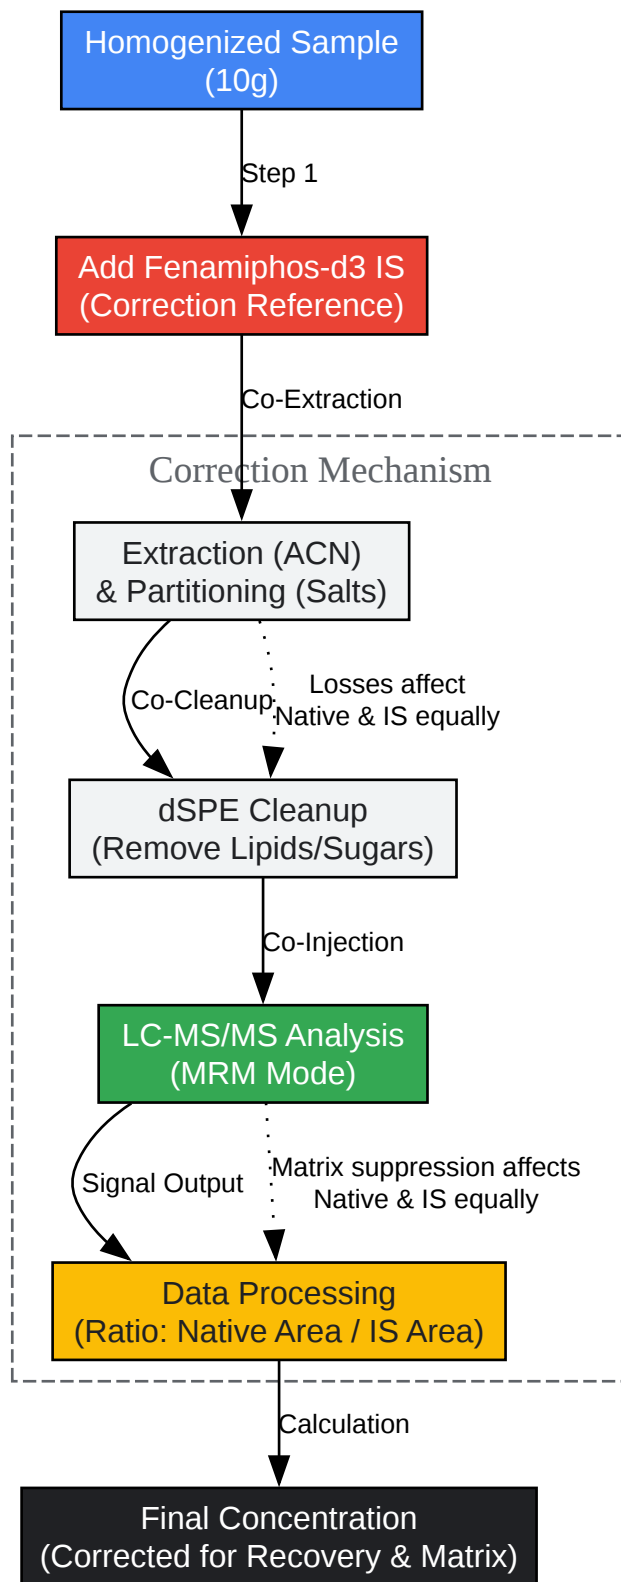 Homogenized Sample
(10g)
Step 1
Add Fenamiphos-d3 IS
(Correction Reference)
Co-Extraction
Correction Mechanism
Extraction (ACN)
& Partitioning (Salts)
Co-Cleanup
Losses affect
Native & IS equally
dSPE Cleanup
(Remove Lipids/Sugars)
Co-Injection
LC-MS/MS Analysis
(MRM Mode)
Signal Output
Matrix suppression affects
Native & IS equally
Data Processing
(Ratio: Native Area / IS Area)
Calculation
Final Concentration
(Corrected for Recovery & Matrix)